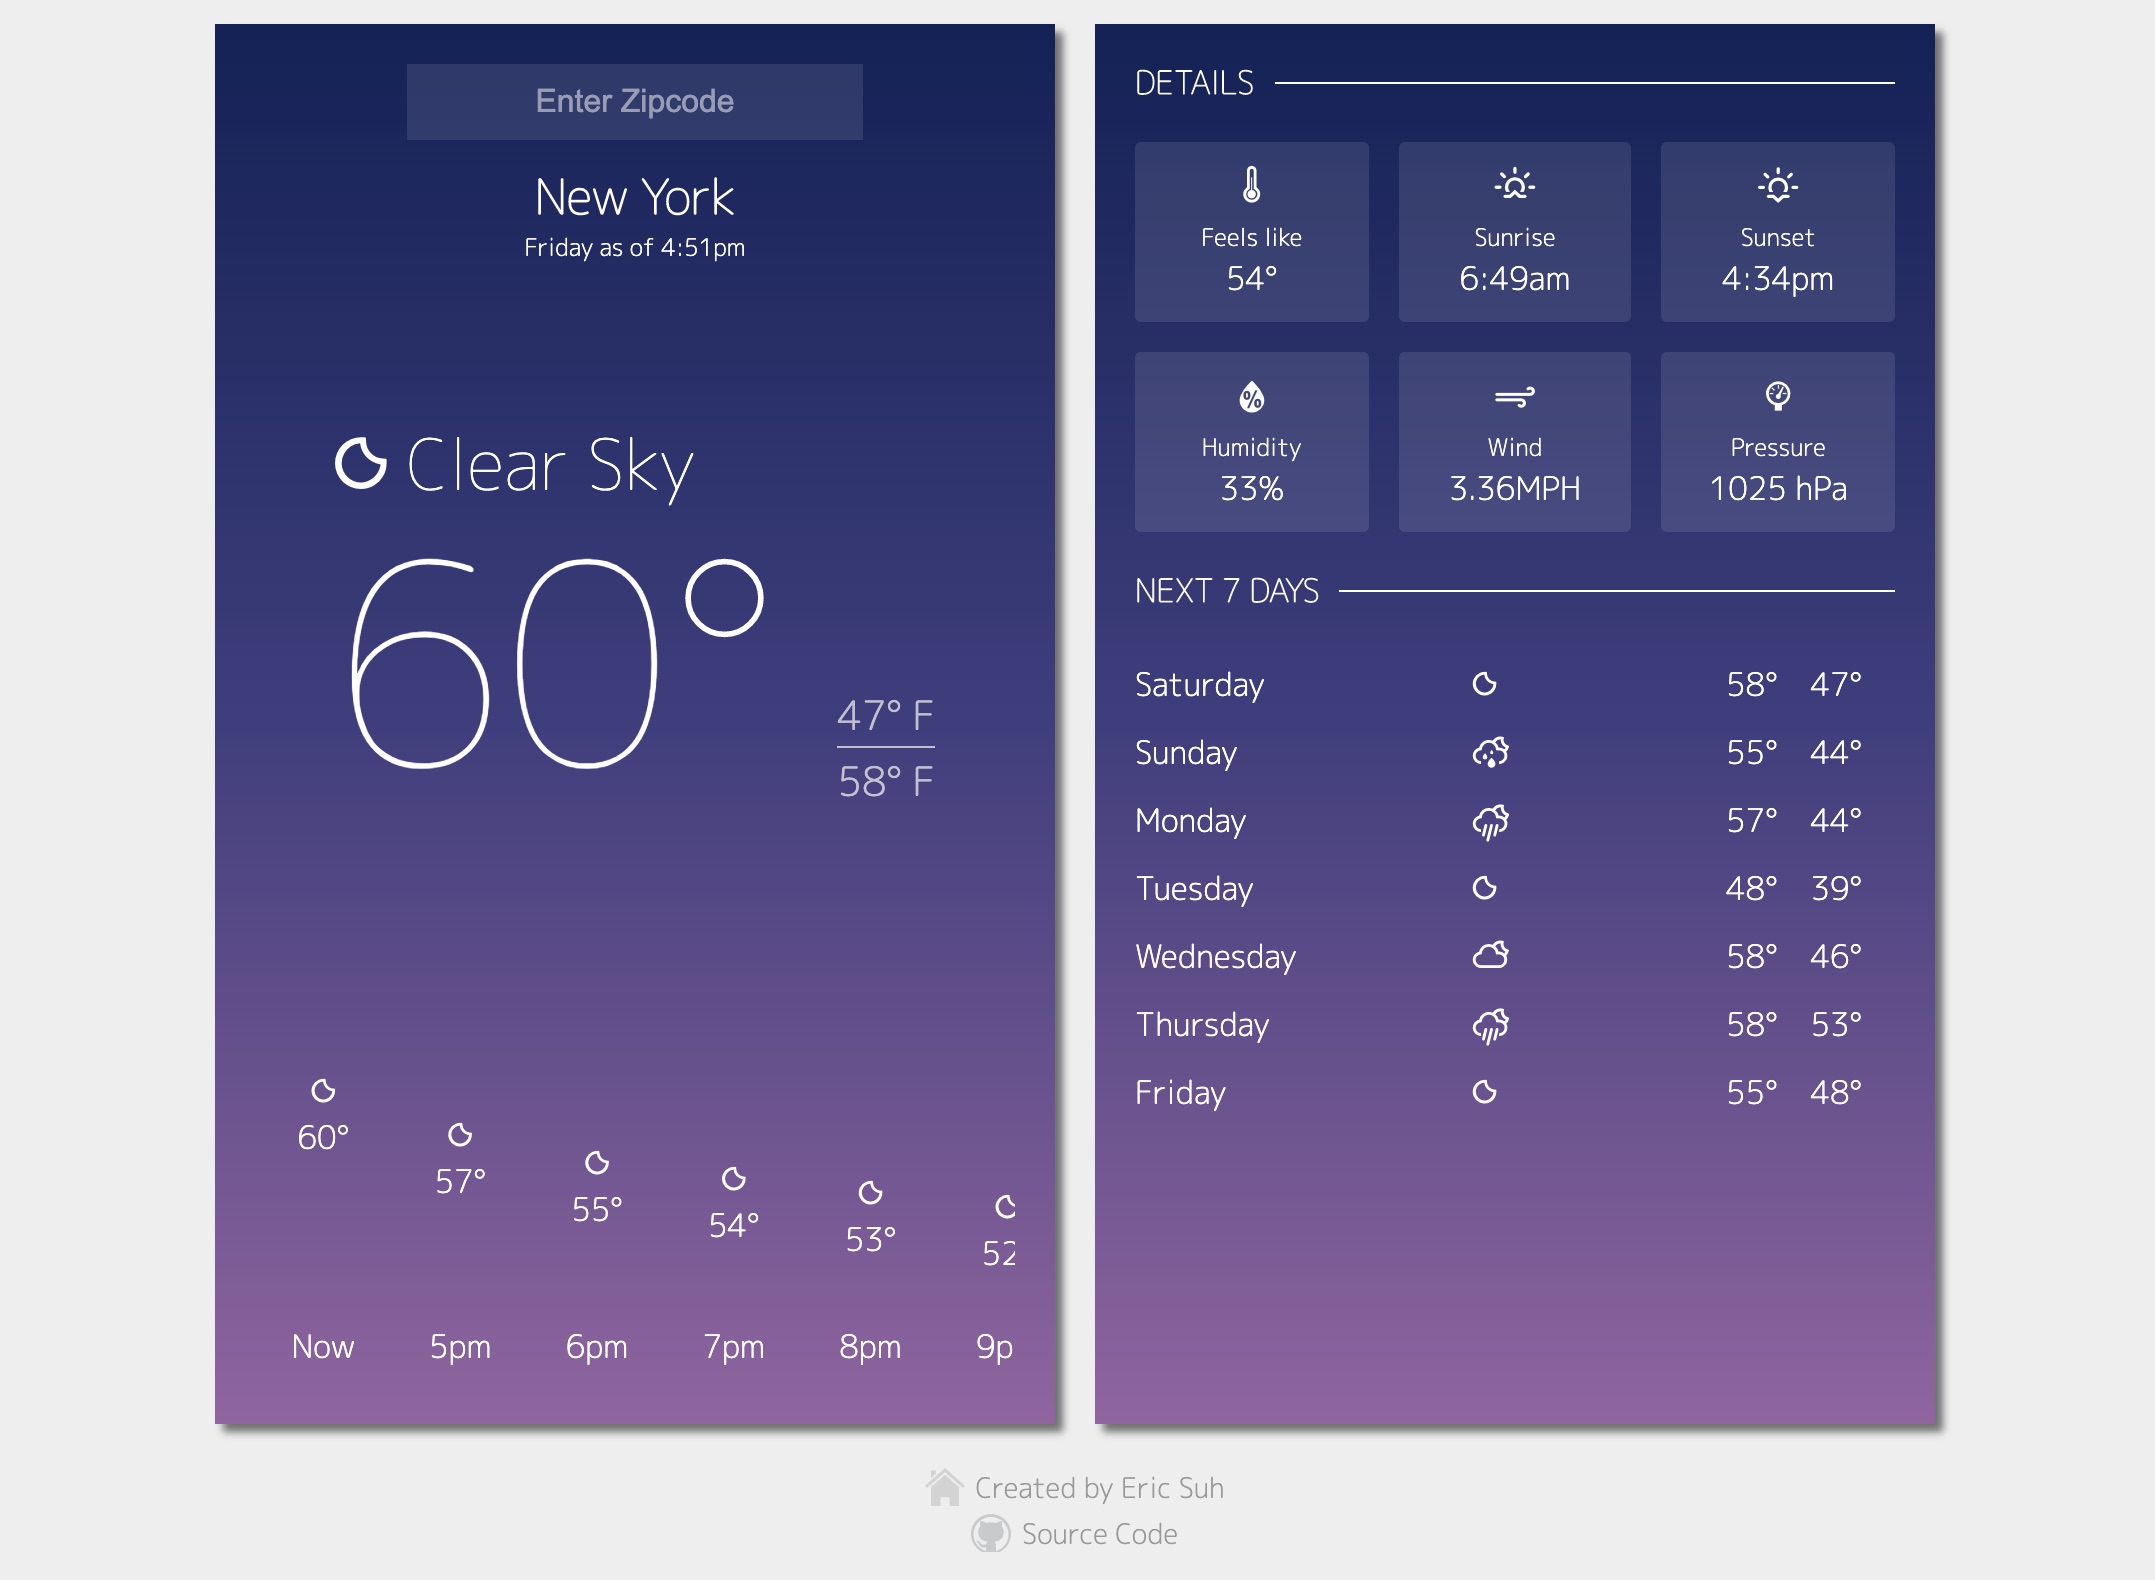 Enter Zipcode
New York
Friday as of 4:51pm
Clear Sky
60°
47° F
58° F
60°
57°
55°
54°
53°
52
Now 5pm 6pm 7pm 8pm 9p
DETAILS
Feels like
54°
Sunrise
6:49am
Sunset
4:34pm
Humidity
33%
Wind
3.36MPH
Pressure
1025 hPa
NEXT 7 DAYS
Saturday 58° 47°
Sunday 55° 44°
Monday 57° 44°
Tuesday 48° 39°
Wednesday 58° 46°
Thursday 58° 53°
Friday 55° 48°
Created by Eric Suh
Source Code